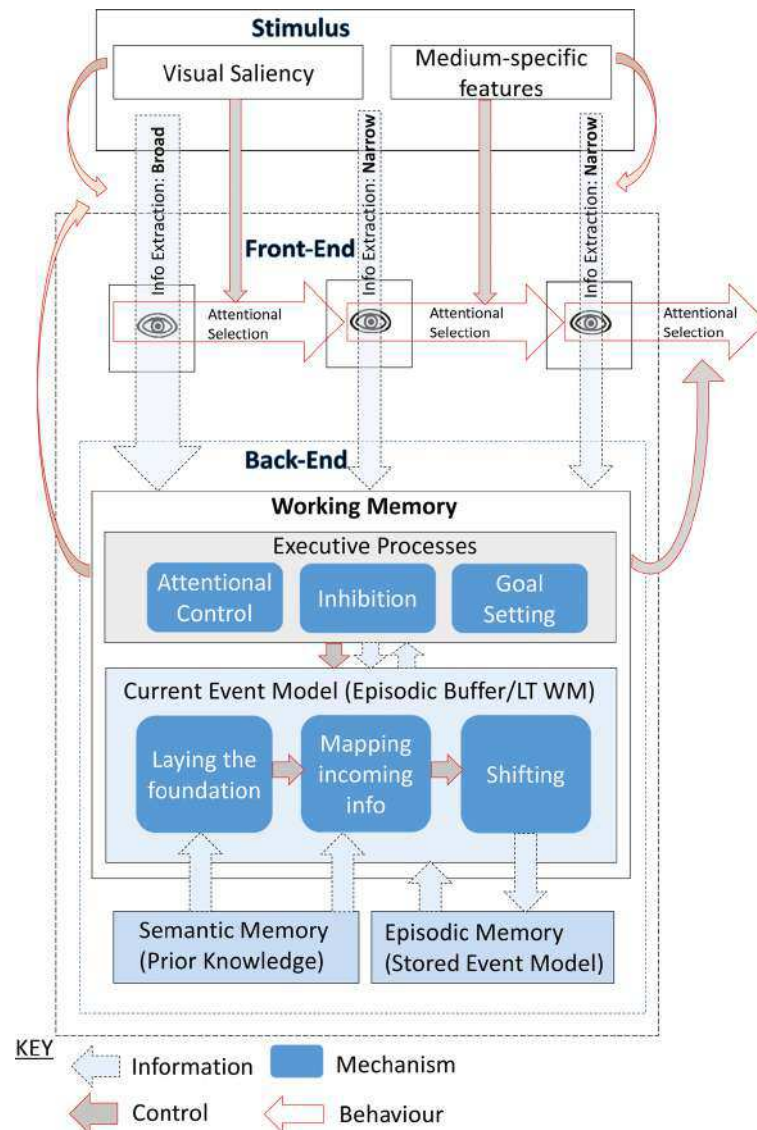 Stimulus
Visual Saliency
Medium-specific
features
Info Extraction: Broad
Info Extraction: Narrow
Info Extraction: Narrow
Front-End
Attentional
Selection
Attentional
Selection
Attentional
Selection
Back-End
Working Memory
Executive Processes
Attentional
Control
Inhibition
Goal
Setting
Current Event Model (Episodic Buffer/LT WM)
Laying the
foundation
Mapping
incoming
info
Shifting
Semantic Memory
(Prior Knowledge)
Episodic Memory
(Stored Event Model)
KEY
Information
Mechanism
Control
Behaviour